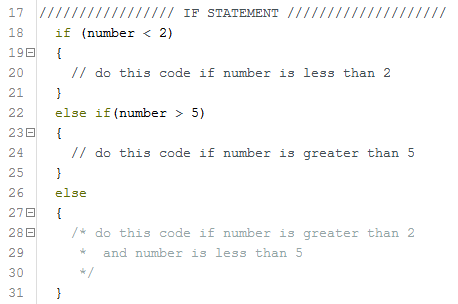 17 ///////////////// IF STATEMENT ////////////////////
18 if (number < 2)
19 {
20 // do this code if number is less than 2
21 }
22 else if(number > 5)
23 {
24 // do this code if number is greater than 5
25 }
26 else
27 {
28 /* do this code if number is greater than 2
29 * and number is less than 5
30 */
31 }